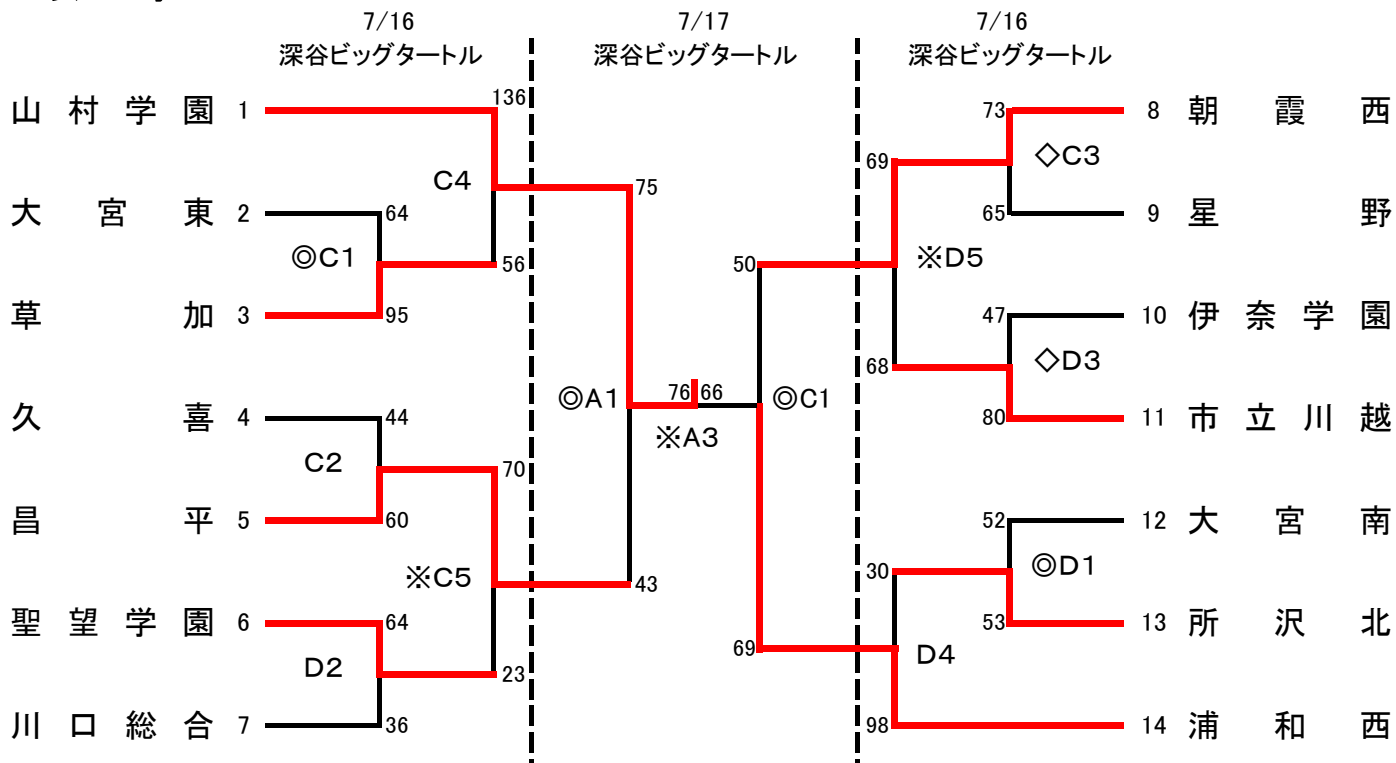 7/16 7/17 7/16
深谷ビッグタートル 深谷ビッグタートル 深谷ビッグタートル
山村学園 1 136 73 8 朝霞西
69 ◇C3
C4 75
大宮東 2 64 65 9 星野
◎C1 56 50 ※D5
草加 3 95 47 10 伊奈学園
68 ◇D3
76 66
◎A1 ◎C1
久喜 4 44 80 11 市立川越
※A3
C2 70
昌平 5 60 52 12 大宮南
※C5 43 30 ◎D1
聖望学園 6 64 53 13 所沢北
69 D4
D2 23
川口総合 7 36 98 14 浦和西